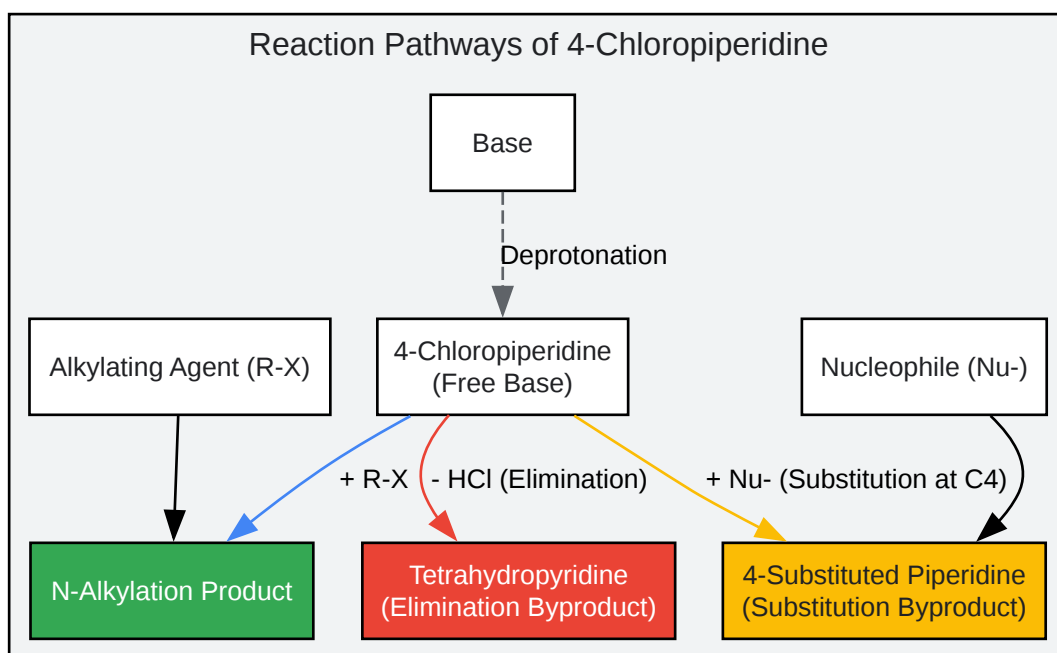 Reaction Pathways of 4-Chloropiperidine
Base
Deprotonation
Alkylating Agent (R-X)
4-Chloropiperidine
(Free Base)
Nucleophile (Nu-)
+ R-X
- HCl (Elimination)
+ Nu- (Substitution at C4)
N-Alkylation Product
Tetrahydropyridine
(Elimination Byproduct)
4-Substituted Piperidine
(Substitution Byproduct)